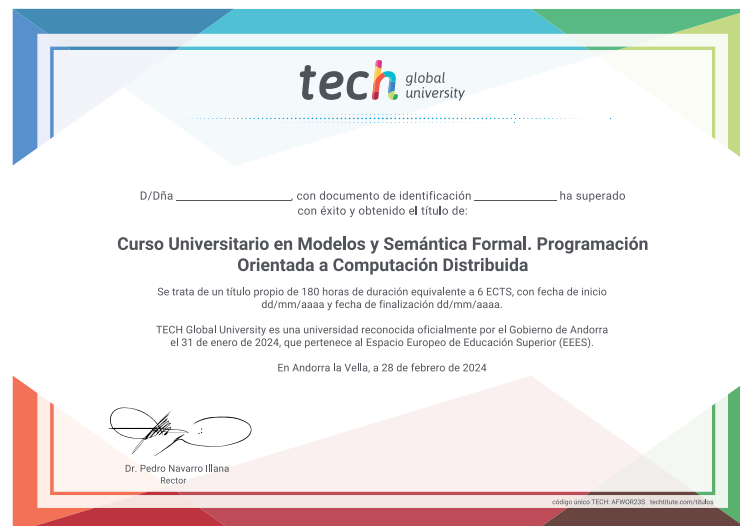 tech global
university
D/Dña ____________________, con documento de identificación ______________ ha superado
con éxito y obtenido el título de:
Curso Universitario en Modelos y Semántica Formal. Programación
Orientada a Computación Distribuida
Se trata de un título propio de 180 horas de duración equivalente a 6 ECTS, con fecha de inicio
dd/mm/aaaa y fecha de finalización dd/mm/aaaa.
TECH Global University es una universidad reconocida oficialmente por el Gobierno de Andorra
el 31 de enero de 2024, que pertenece al Espacio Europeo de Educación Superior (EEES).
En Andorra la Vella, a 28 de febrero de 2024
Dr. Pedro Navarro Illana
Rector
código único TECH: AFWOR23S techtitute.com/titulos